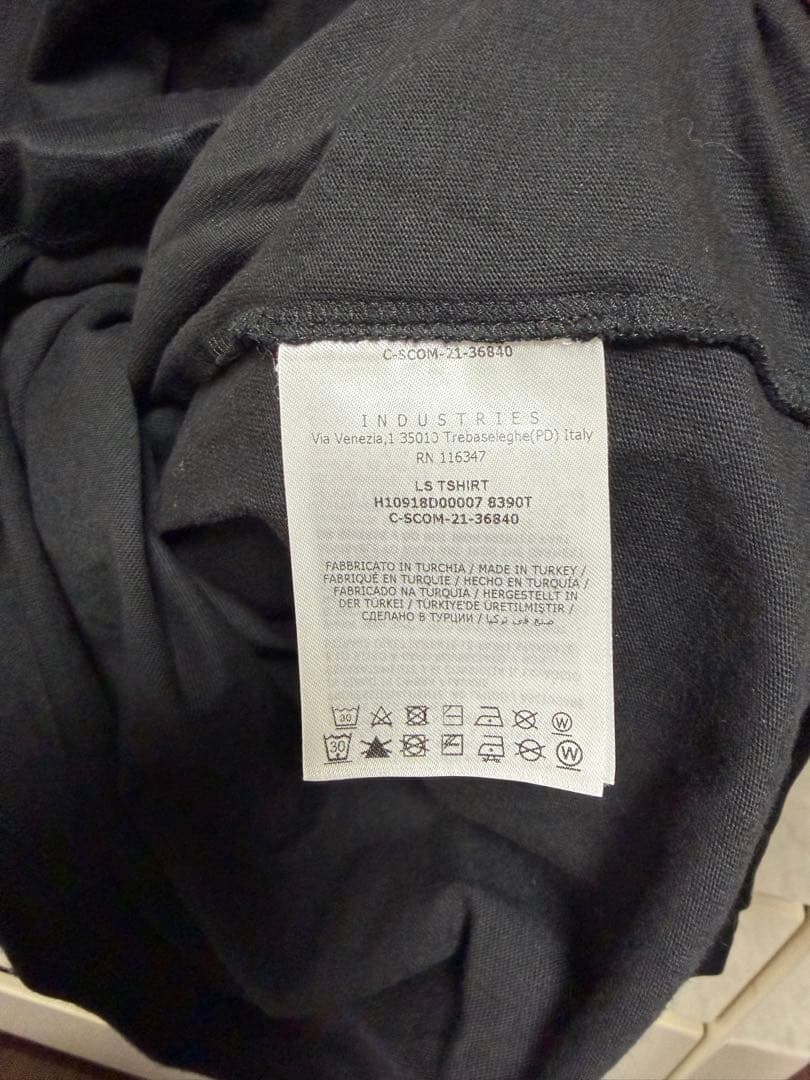 C-SCOM-21-36840
INDUSTRIES
Via Venezia,1 35010 Trebaseleghe(PD) Italy
RN 116347
LS TSHIRT
H10918D00007 8390T
C-SCOM-21-36840
FABBRICATO IN TURCHIA / MADE IN TURKEY /
FABRIQUÉ EN TURQUIE / HECHO EN TURQUÍA /
FABRICADO NA TURQUIA / HERGESTELLT IN
DER TÜRKEI / TÜRKIYE'DE ÜRETILMIŞTIR /
СДЕЛАНО В ТУРЦИИ / صنع في تركيا
30 W
30 W